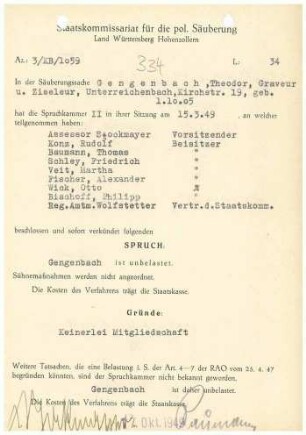 Staatskommissariat für die pol. Säuberung
Land Württemberg Hohenzollern
Az.: 3/KB/1059
L: 34
334
In der Säuberungssache: Gengenbach, Theodor, Graveur
u. Ziseleur, Unterreichenbach, Kirchstr. 19, geb.
1.10.05
hat die Spruchkammer II in ihrer Sitzung am 15.3.49 , an welcher
teilgenommen haben:
Assessor Stockmayer Vorsitzender
Konz, Rudolf Beisitzer
Baumann, Thomas "
Schley, Friedrich "
Veit, Martha "
Fischer, Alexander "
Wick, Otto "
Bischoff, Philipp "
Reg.Amtm.Wolfstetter Vertr.d.Staatskoms.
beschlossen und sofort verkündet folgenden
SPRUCH:
Gengenbach ist unbelastet.
Sühnemaßnahmen werden nicht angeordnet.
Die Kosten des Verfahrens trägt die Staatskasse.
Gründe:
Keinerlei Mitgliedschaft
Weitere Tatsachen, die eine Belastung i. S. der Art. 4—7 der RAO vom 25. 4. 47
begründen könnten, sind der Spruchkammer nicht bekannt geworden.
Gengenbach ist daher unbelastet.
Die Kosten des Verfahrens trägt die Staatskasse.
Okt.